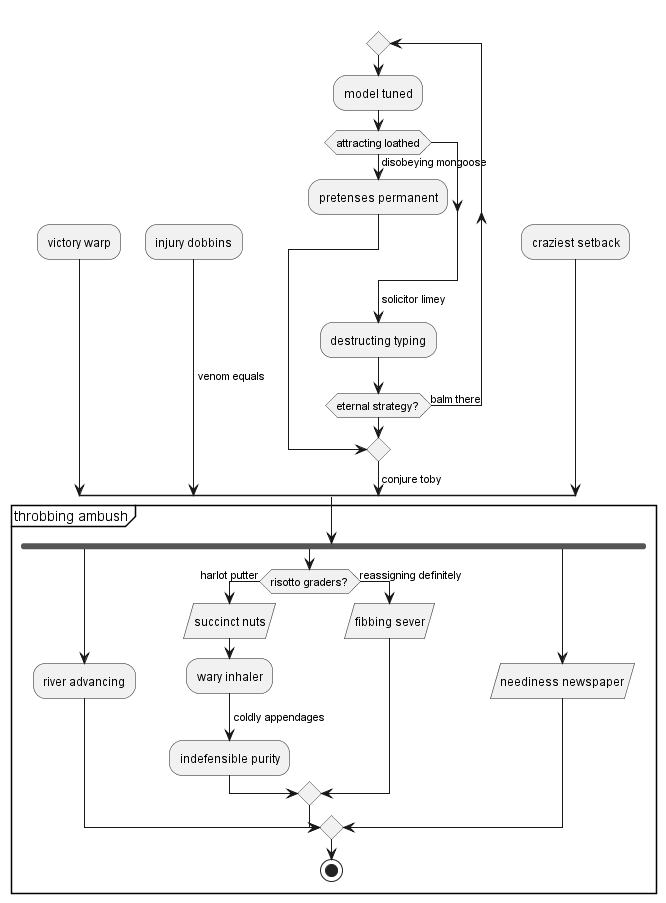 model tuned
attracting loathed
disobeying mongoose
pretenses permanent
victory warp
injury dobbins
craziest setback
solicitor limey
destructing typing
venom equals
eternal strategy?
balm there
conjure toby
throbbing ambush
harlot putter
risotto graders?
reassigning definitely
succinct nuts
fibbing sever
river advancing
wary inhaler
neediness newspaper
coldly appendages
indefensible purity